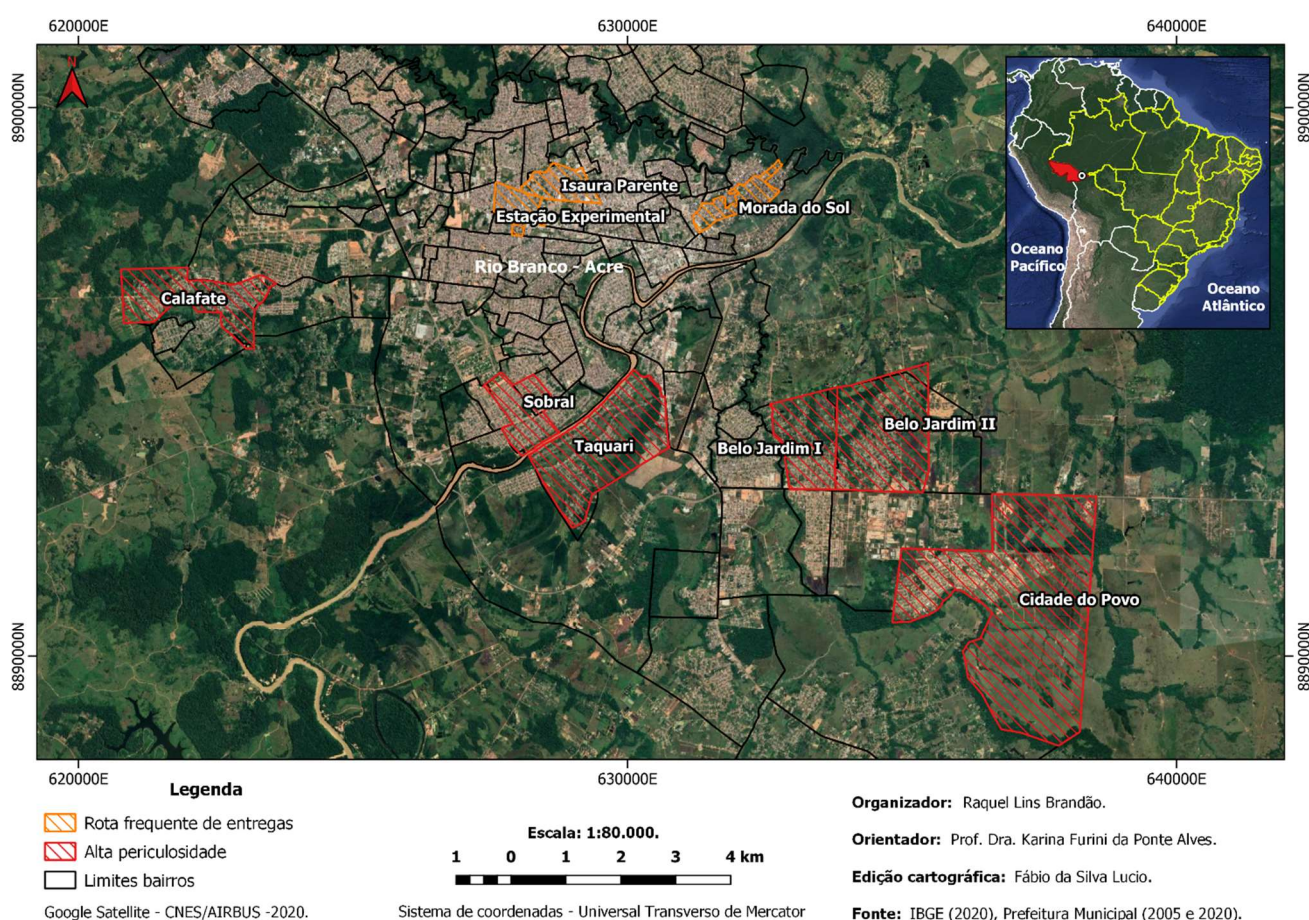 620000E
630000E
640000E
8900000N
8900000N
N
Oceano
Pacífico
Oceano
Atlântico
Isaura Parente
Morada do Sol
Estação Experimental
Rio Branco - Acre
Calafate
Sobral
Taquari
Belo Jardim I
Belo Jardim II
Cidade do Povo
8890000N
8890000N
620000E
630000E
640000E
Legenda
Rota frequente de entregas
Alta periculosidade
Limites bairros
Google Satellite - CNES/AIRBUS -2020.
Escala: 1:80.000.
1 0 1 2 3 4 km
Sistema de coordenadas - Universal Transverso de Mercator
Organizador: Raquel Lins Brandão.
Orientador: Prof. Dra. Karina Furini da Ponte Alves.
Edição cartográfica: Fábio da Silva Lucio.
Fonte: IBGE (2020), Prefeitura Municipal (2005 e 2020).